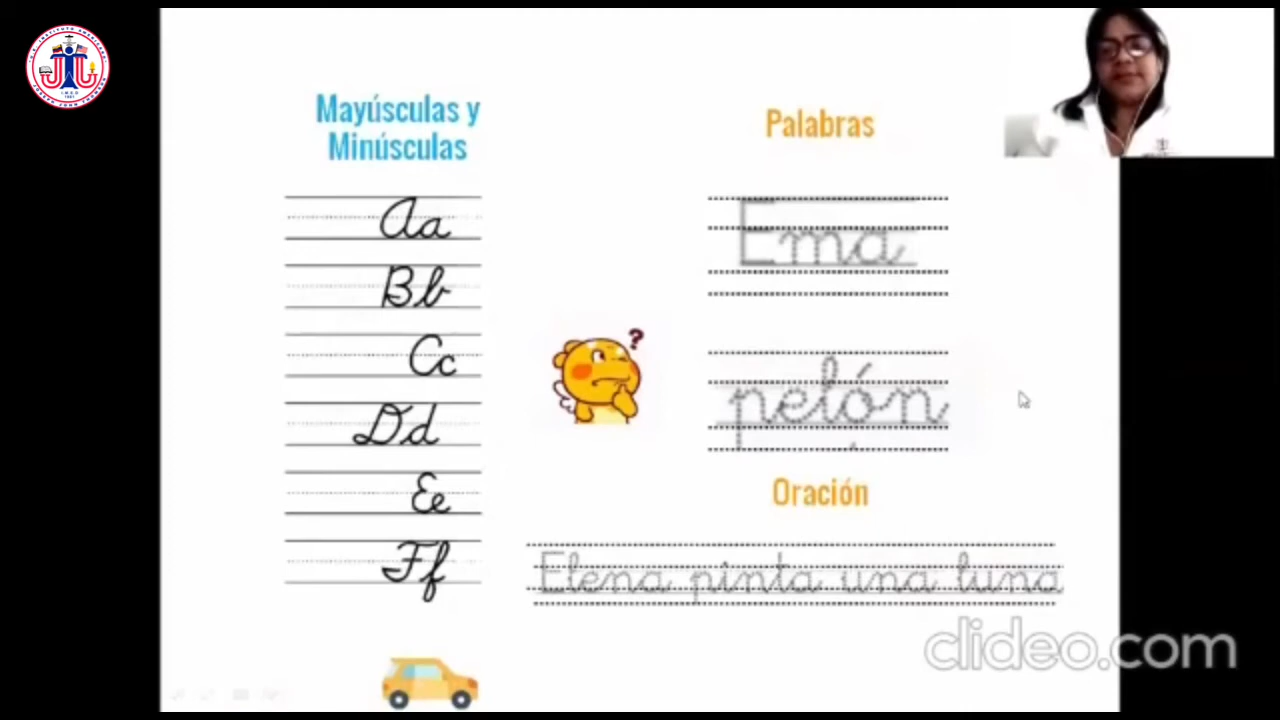 Mayúsculas y
Minúsculas
Aa
Bb
Cc
Dd
Ee
Ff
Palabras
Ema
?
pelón
Oración
Elena pinta una luna
clideo.com